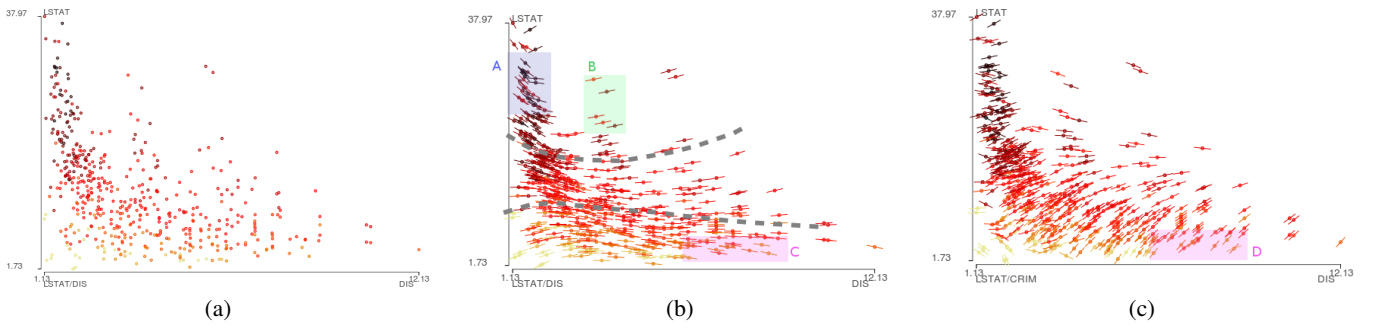 37.97
LSTAT
1.73
1.13
LSTAT/DIS
DIS
12.13
(a)
37.97
LSTAT
A
B
C
1.73
1.13
LSTAT/DIS
DIS
12.13
(b)
37.97
LSTAT
D
1.73
1.13
LSTAT/CRIM
DIS
12.13
(c)